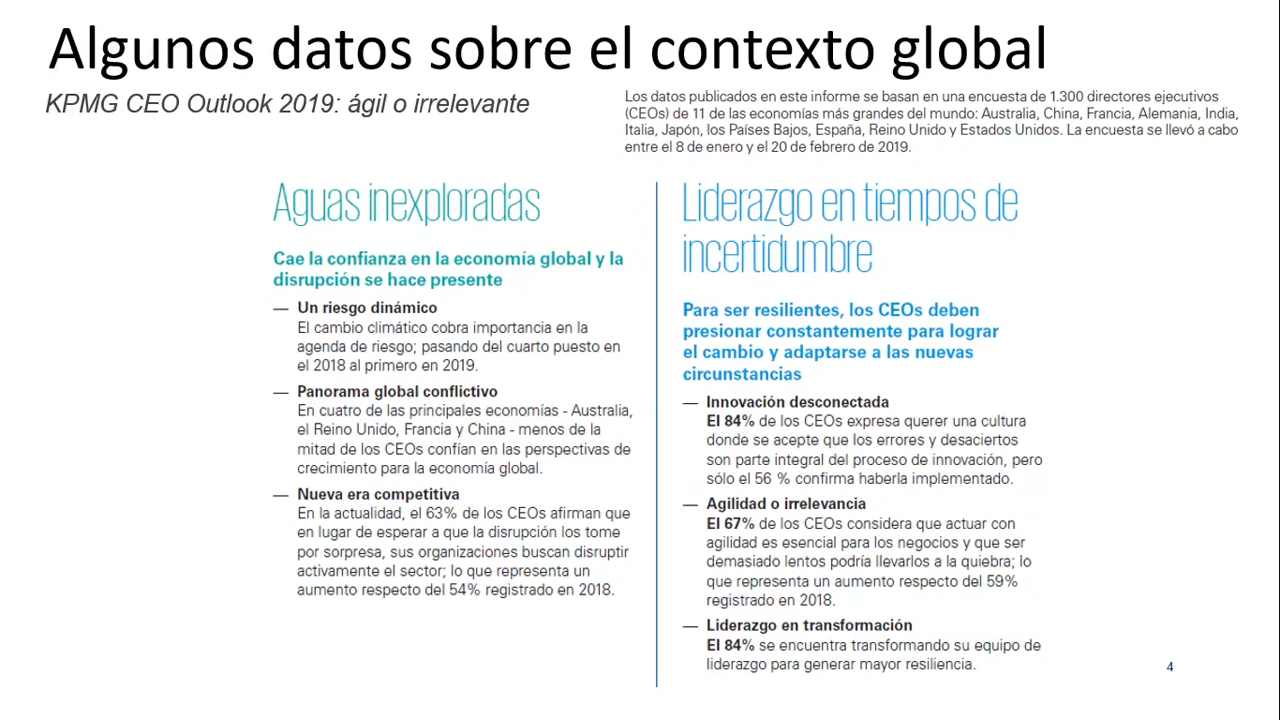 Algunos datos sobre el contexto global
KPMG CEO Outlook 2019: ágil o irrelevante
Los datos publicados en este informe se basan en una encuesta de 1.300 directores ejecutivos
(CEOs) de 11 de las economías más grandes del mundo: Australia, China, Francia, Alemania, India,
Italia, Japón, los Países Bajos, España, Reino Unido y Estados Unidos. La encuesta se llevó a cabo
entre el 8 de enero y el 20 de febrero de 2019.
Aguas inexploradas
Cae la confianza en la economía global y la
disrupción se hace presente
— Un riesgo dinámico
El cambio climático cobra importancia en la
agenda de riesgo; pasando del cuarto puesto en
el 2018 al primero en 2019.
— Panorama global conflictivo
En cuatro de las principales economías - Australia,
el Reino Unido, Francia y China - menos de la
mitad de los CEOs confían en las perspectivas de
crecimiento para la economía global.
— Nueva era competitiva
En la actualidad, el 63% de los CEOs afirman que
en lugar de esperar a que la disrupción los tome
por sorpresa, sus organizaciones buscan disruptir
activamente el sector; lo que representa un
aumento respecto del 54% registrado en 2018.
Liderazgo en tiempos de
incertidumbre
Para ser resilientes, los CEOs deben
presionar constantemente para lograr
el cambio y adaptarse a las nuevas
circunstancias
— Innovación desconectada
El 84% de los CEOs expresa querer una cultura
donde se acepte que los errores y desaciertos
son parte integral del proceso de innovación, pero
sólo el 56 % confirma haberla implementado.
— Agilidad o irrelevancia
El 67% de los CEOs considera que actuar con
agilidad es esencial para los negocios y que ser
demasiado lentos podría llevarlos a la quiebra; lo
que representa un aumento respecto del 59%
registrado en 2018.
— Liderazgo en transformación
El 84% se encuentra transformando su equipo de
liderazgo para generar mayor resiliencia.
4